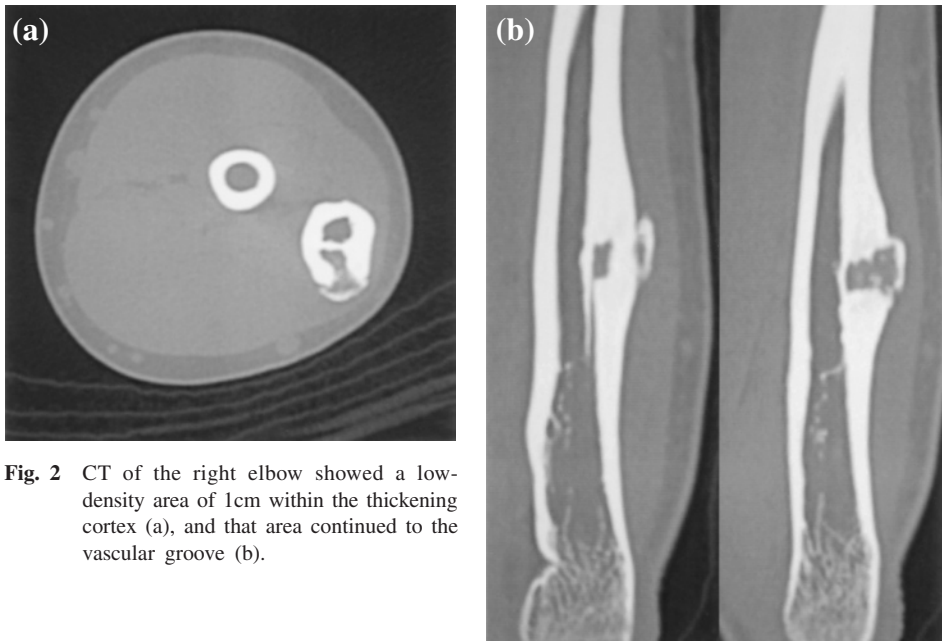 (a)
(b)
Fig. 2 CT of the right elbow showed a low-
density area of 1cm within the thickening
cortex (a), and that area continued to the
vascular groove (b).